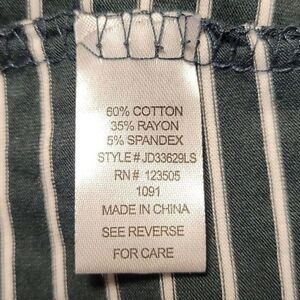 60% COTTON
35% RAYON
5% SPANDEX
STYLE # JD33629LS
RN # 123505
1091
MADE IN CHINA
SEE REVERSE
FOR CARE